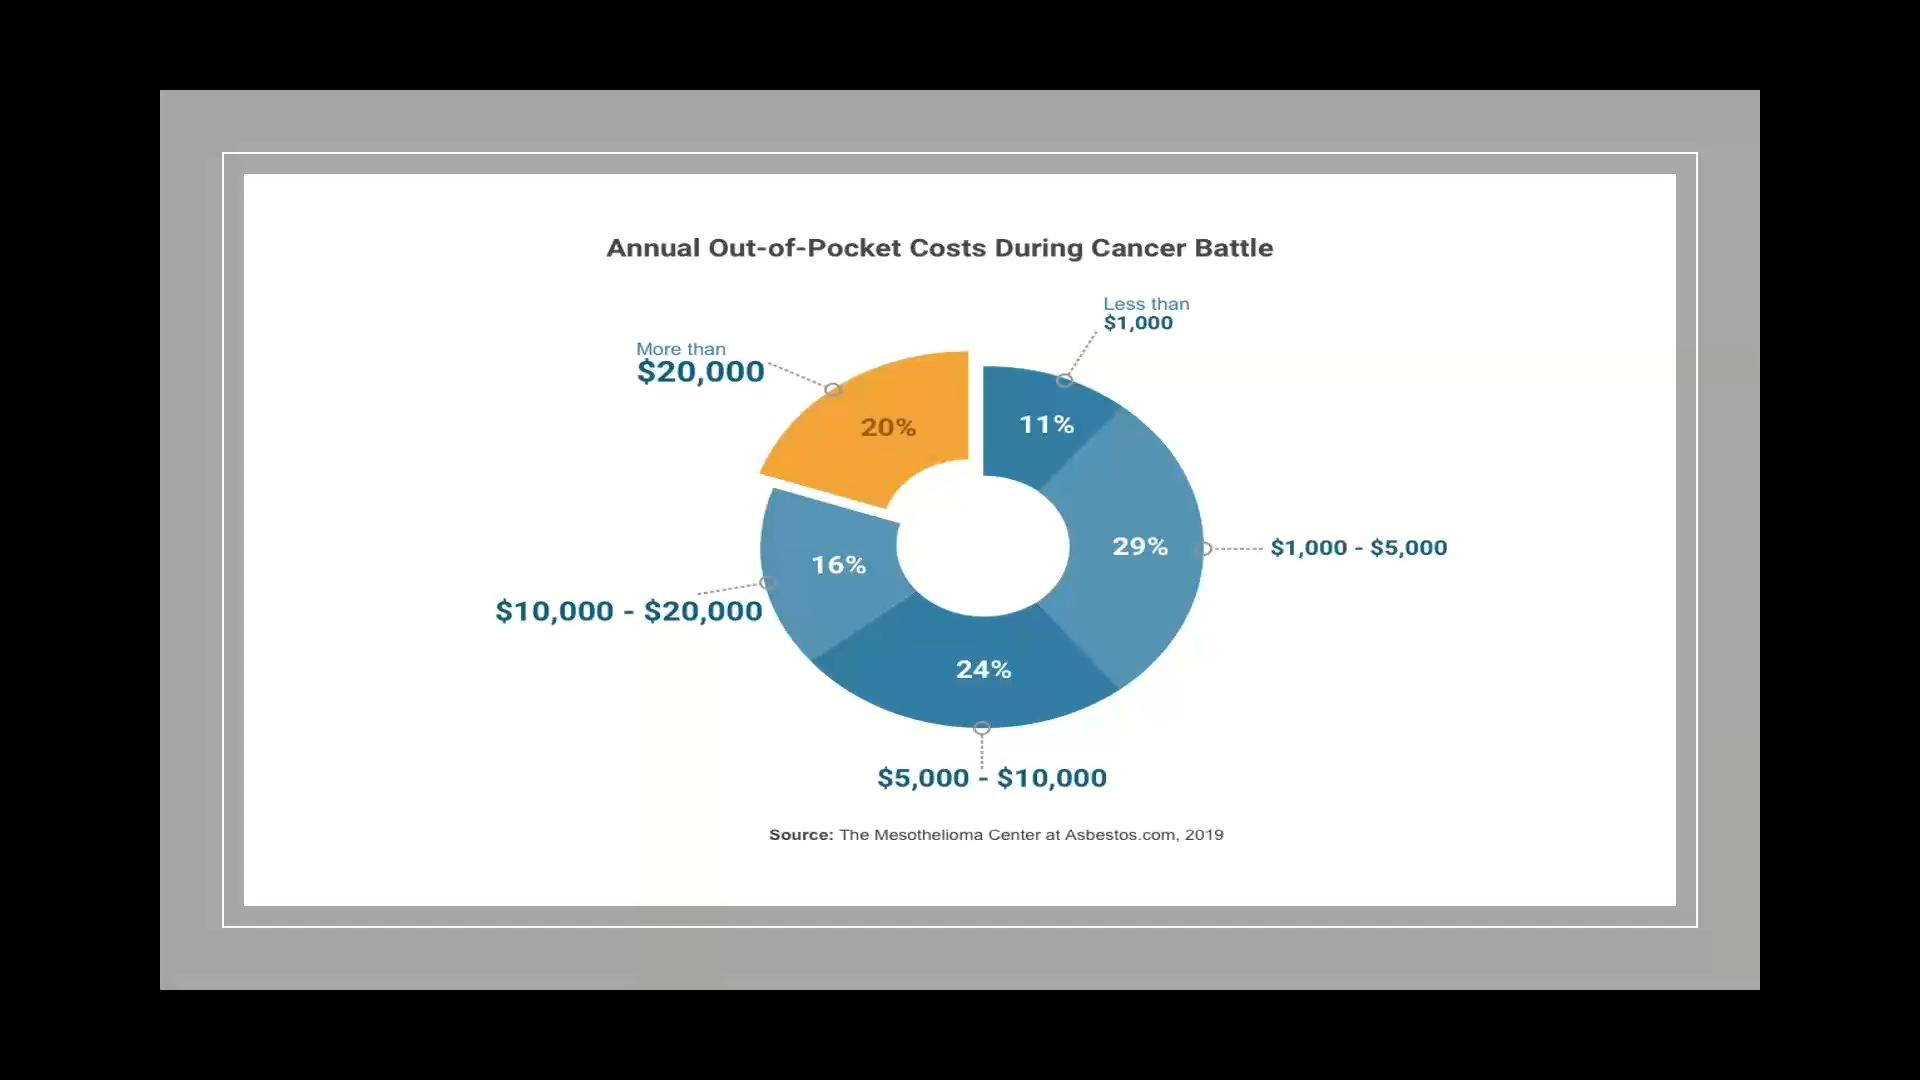 Annual Out-of-Pocket Costs During Cancer Battle
Less than
$1,000
More than
$20,000
20%
11%
29%
$1,000 - $5,000
16%
$10,000 - $20,000
24%
$5,000 - $10,000
Source: The Mesothelioma Center at Asbestos.com, 2019